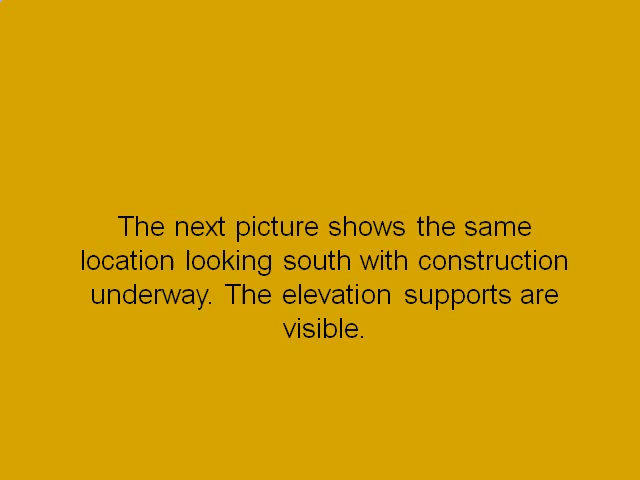 The next picture shows the same
location looking south with construction
underway. The elevation supports are
visible.